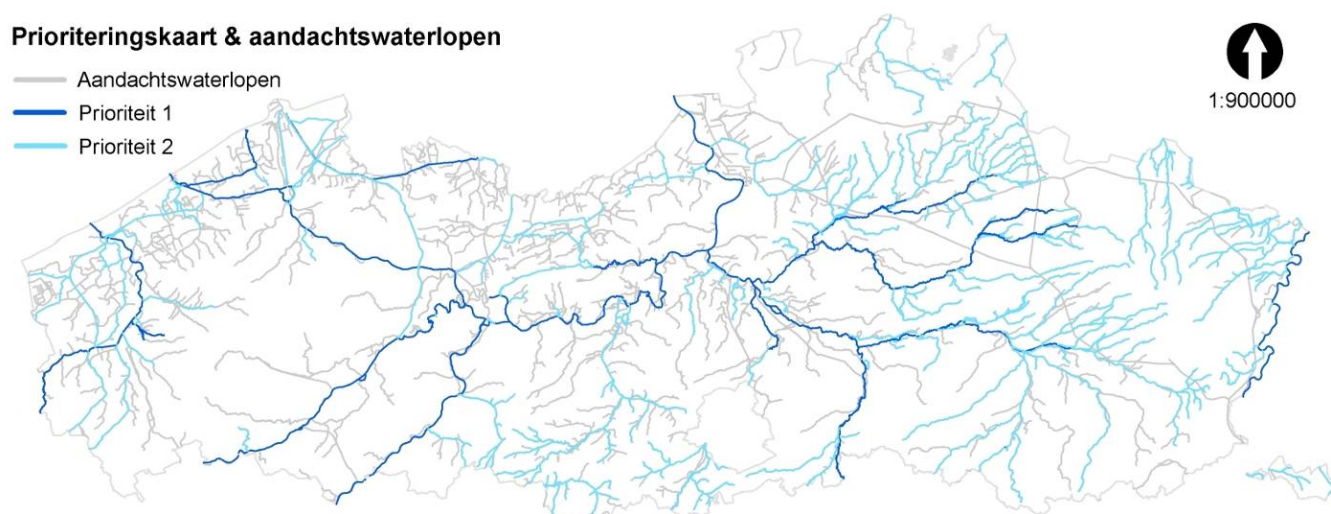 Prioriteringskaart & aandachtswaterlopen
Aandachtswaterlopen
Prioriteit 1
Prioriteit 2
1:900000